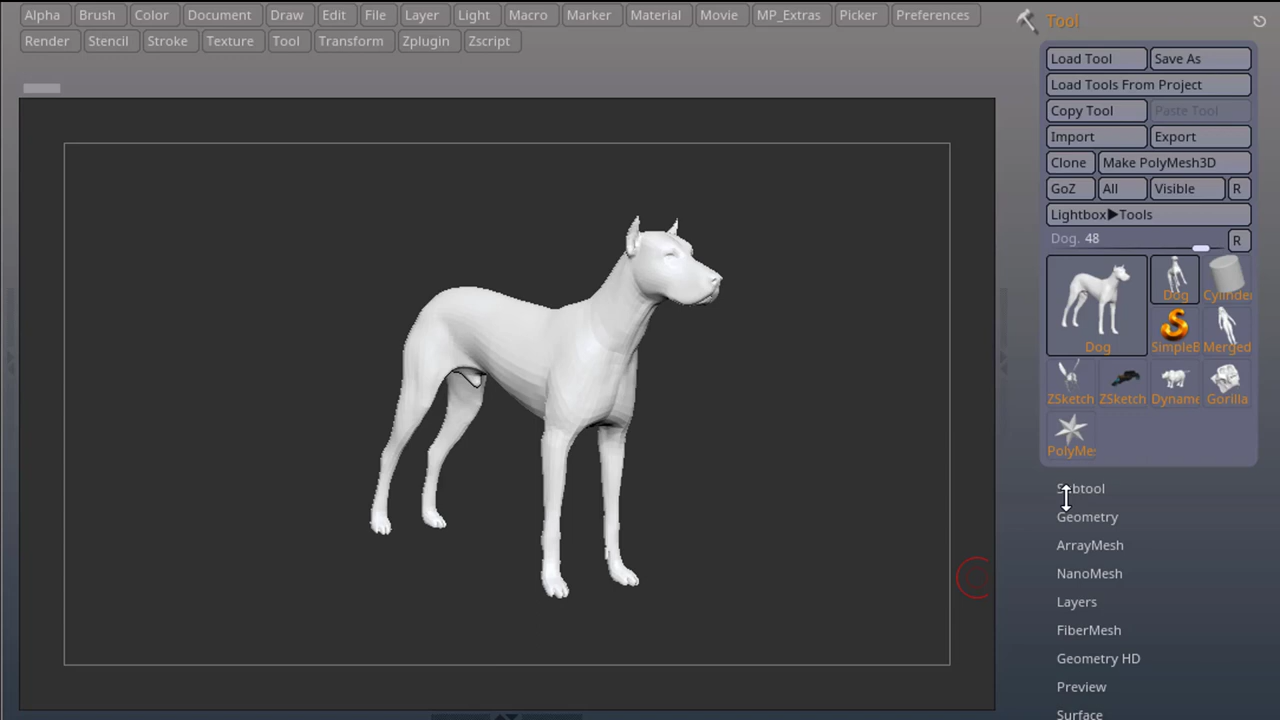 Alpha Brush Color Document Draw Edit File Layer Light Macro Marker Material Movie MP_Extras Picker Preferences
Render Stencil Stroke Texture Tool Transform Zplugin Zscript
Tool
Load Tool Save As
Load Tools From Project
Copy Tool Paste Tool
Import Export
Clone Make PolyMesh3D
GoZ All Visible R
Lightbox▶Tools
Dog. 48 R
Dog Cylinde
Dog SimpleB Merged
ZSketch ZSketch Dyname Gorilla
PolyMe
Subtool
Geometry
ArrayMesh
NanoMesh
Layers
FiberMesh
Geometry HD
Preview
Surface